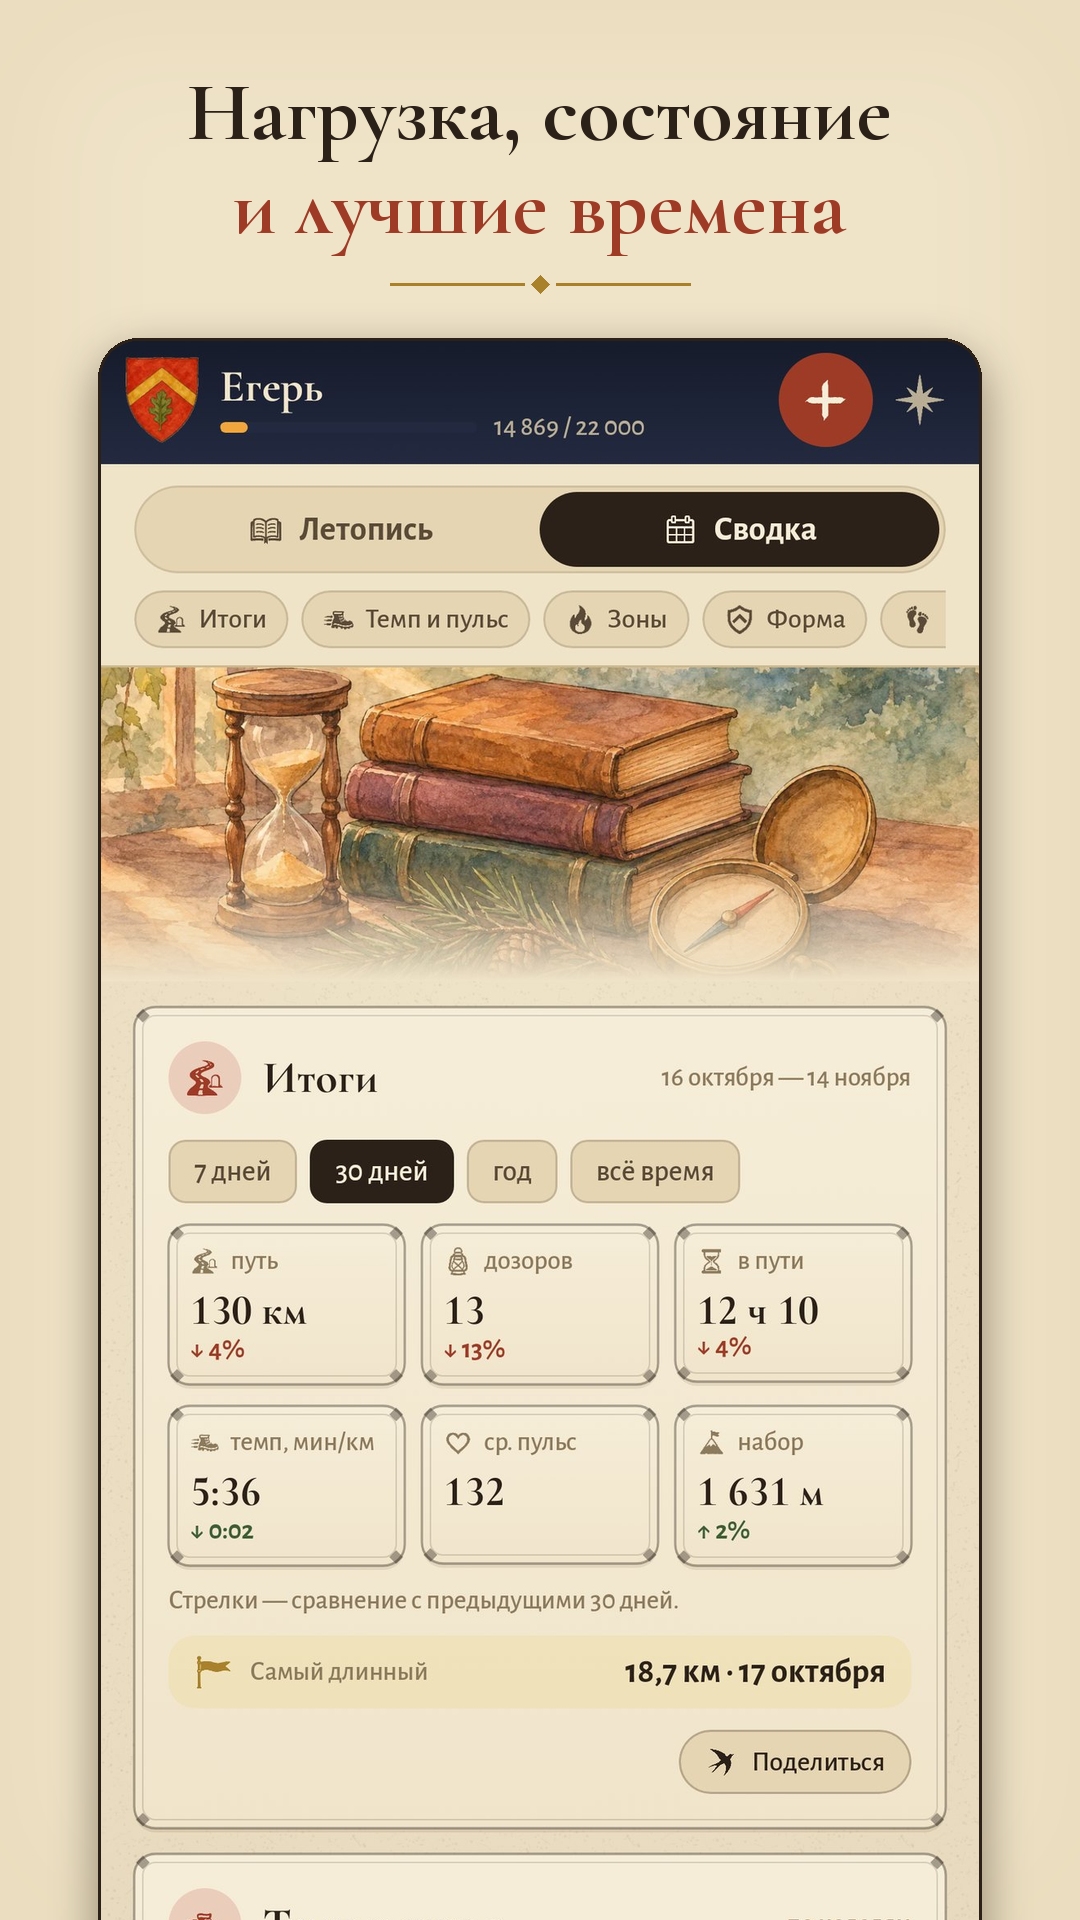 Нагрузка, состояние
и лучшие времена
Егерь
14 869 / 22 000
Летопись
Сводка
Итоги
Темп и пульс
Зоны
Форма
Итоги
16 октября — 14 ноября
7 дней
30 дней
год
всё время
путь
дозоров
в пути
130 км
13
12 ч 10
↓ 4%
↓ 13%
↓ 4%
темп, мин/км
ср. пульс
набор
5:36
132
1 631 м
↓ 0:02
↑ 2%
Стрелки — сравнение с предыдущими 30 дней.
Самый длинный
18,7 км · 17 октября
Поделиться